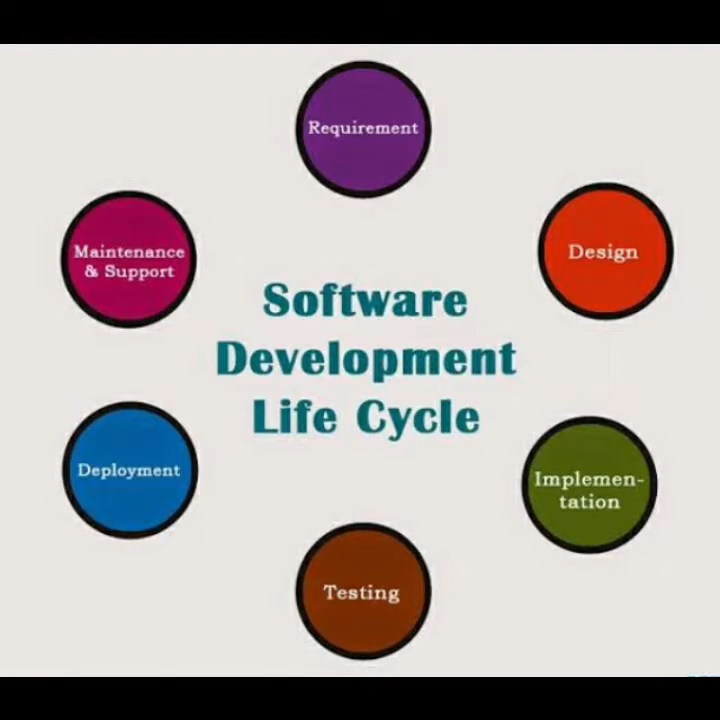 Requirement
Design
Implemen-
tation
Testing
Deployment
Maintenance
& Support
Software
Development
Life Cycle